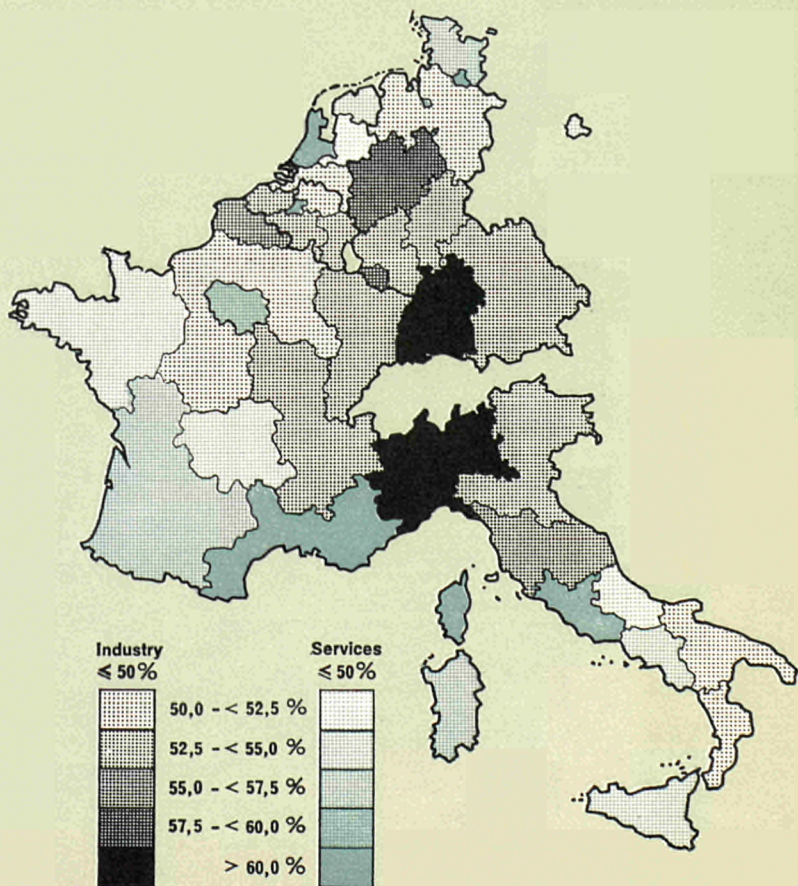 Industry Services
⩽ 50% ⩽ 50%
50,0 - < 52,5 %
52,5 - < 55,0 %
55,0 - < 57,5 %
57,5 - < 60,0 %
> 60,0 %